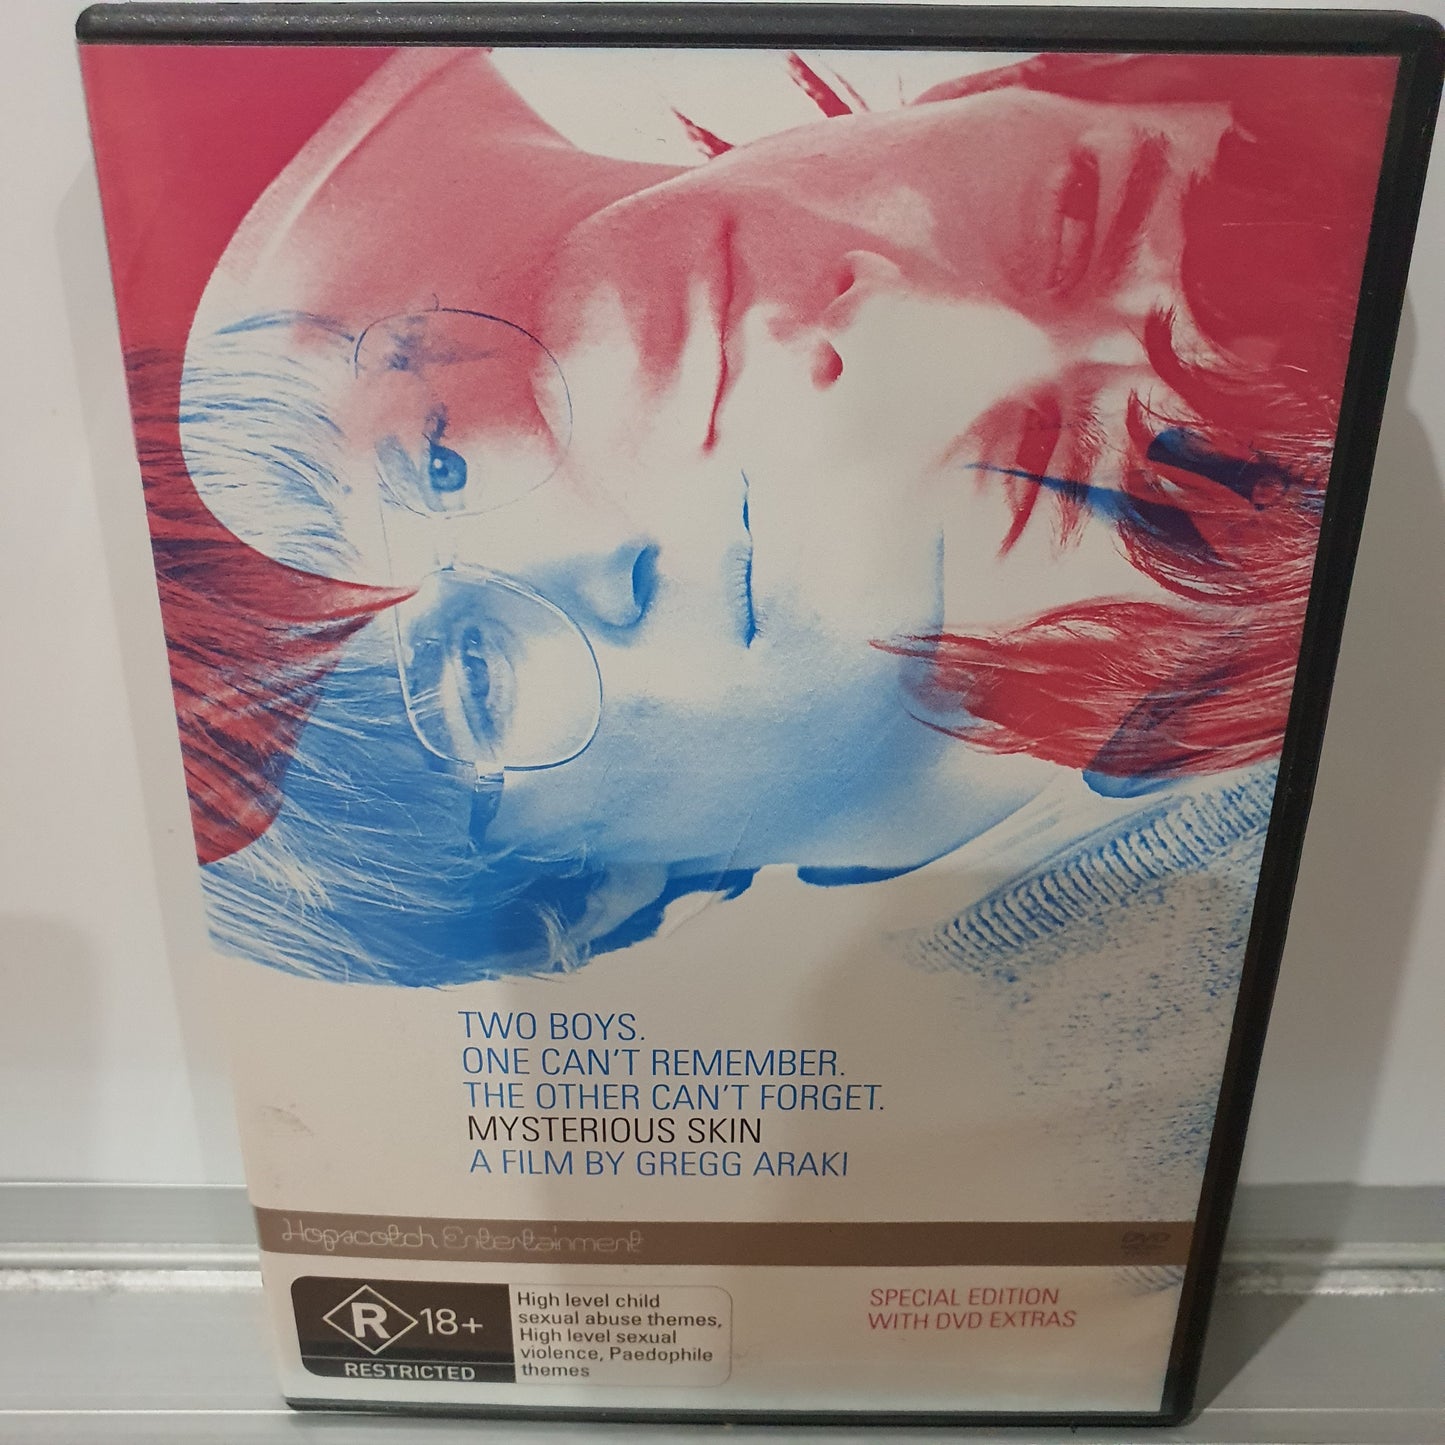 TWO BOYS.
ONE CAN'T REMEMBER.
THE OTHER CAN'T FORGET.
MYSTERIOUS SKIN
A FILM BY GREGG ARAKI
Hopscotch Entertainment
DVD
R 18+
RESTRICTED
High level child
sexual abuse themes,
High level sexual
violence, Paedophile
themes
SPECIAL EDITION
WITH DVD EXTRAS